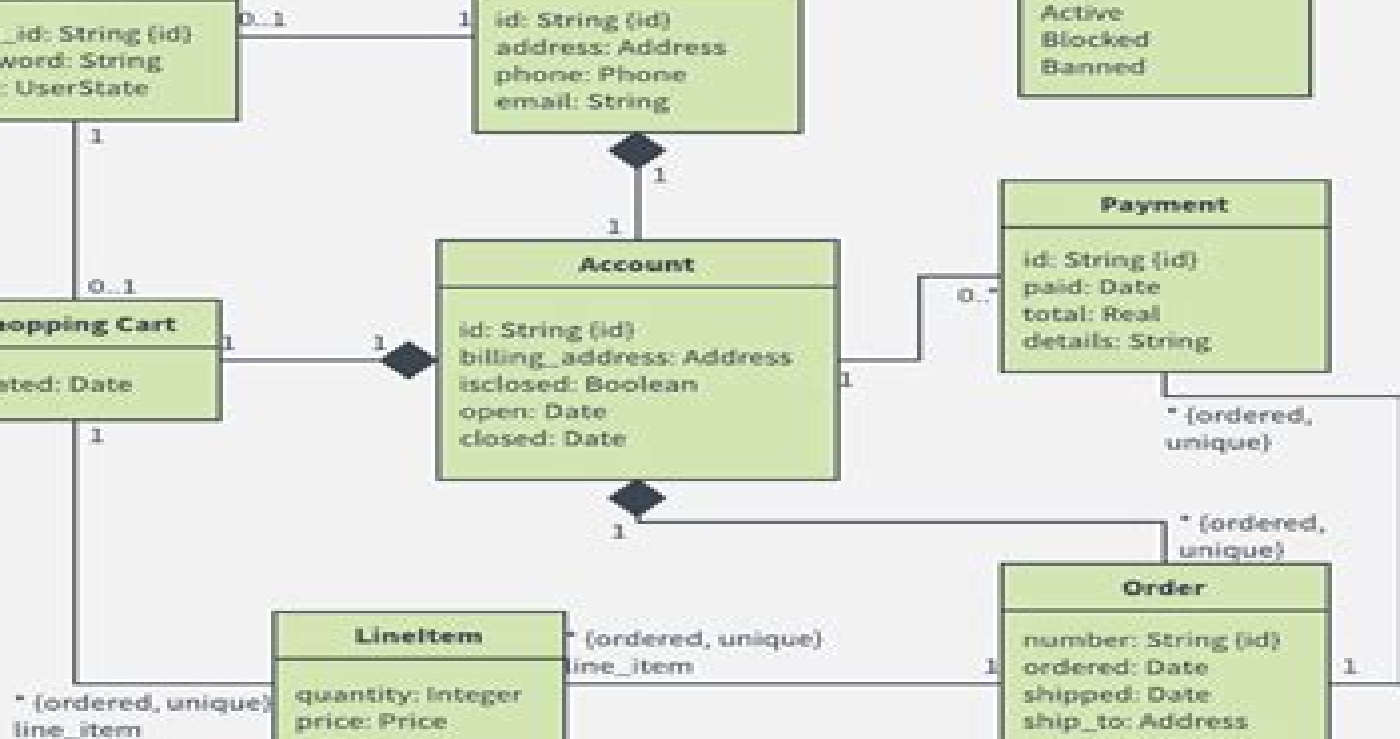 0..1
1
_id: String {id}
word: String
: UserState
id: String {id}
address: Address
phone: Phone
email: String
Active
Blocked
Banned
1
1
1
0..1
Account
id: String {id}
billing_address: Address
isclosed: Boolean
open: Date
closed: Date
Payment
id: String {id}
paid: Date
total: Real
details: String
0..*
1
hopping Cart
ated: Date
1
1
1
* {ordered,
unique}
1
* {ordered,
unique}
Order
number: String {id}
ordered: Date
shipped: Date
ship_to: Address
LineItem
quantity: Integer
price: Price
* {ordered, unique}
line_item
1
1
* {ordered, unique}
line_item